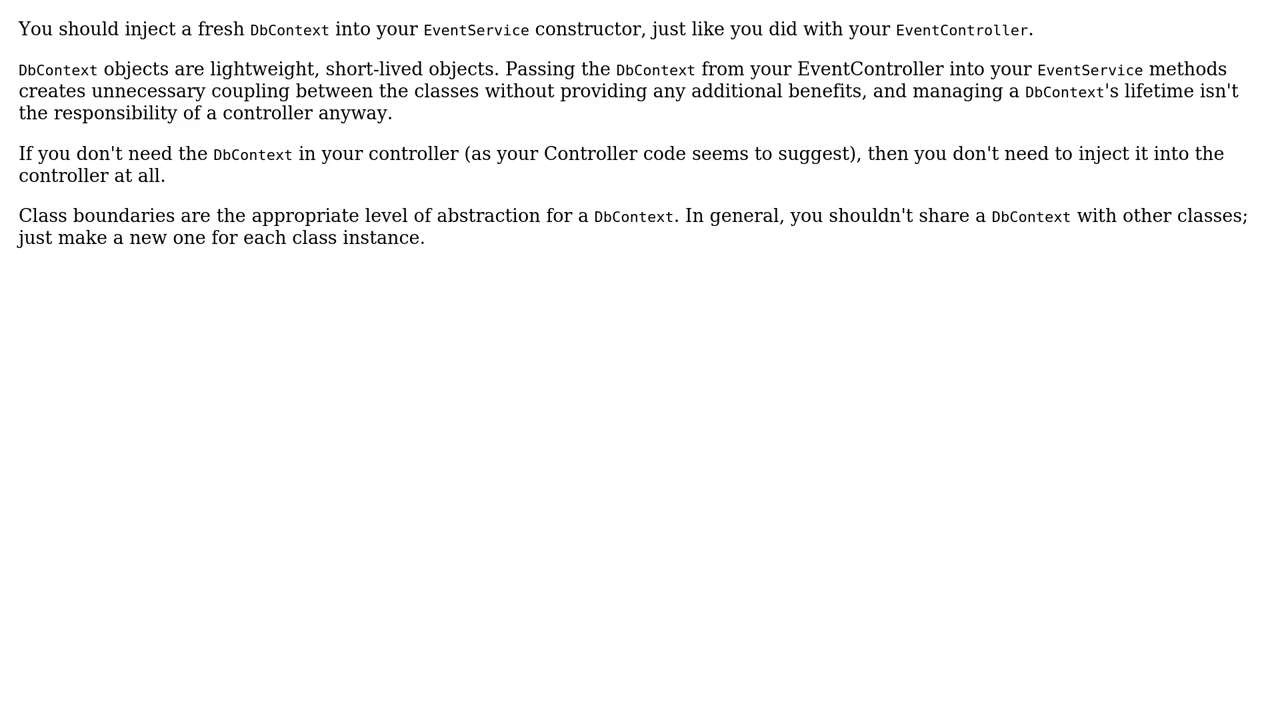 You should inject a fresh DbContext into your EventService constructor, just like you did with your EventController.
DbContext objects are lightweight, short-lived objects. Passing the DbContext from your EventController into your EventService methods
creates unnecessary coupling between the classes without providing any additional benefits, and managing a DbContext's lifetime isn't
the responsibility of a controller anyway.
If you don't need the DbContext in your controller (as your Controller code seems to suggest), then you don't need to inject it into the
controller at all.
Class boundaries are the appropriate level of abstraction for a DbContext. In general, you shouldn't share a DbContext with other classes;
just make a new one for each class instance.